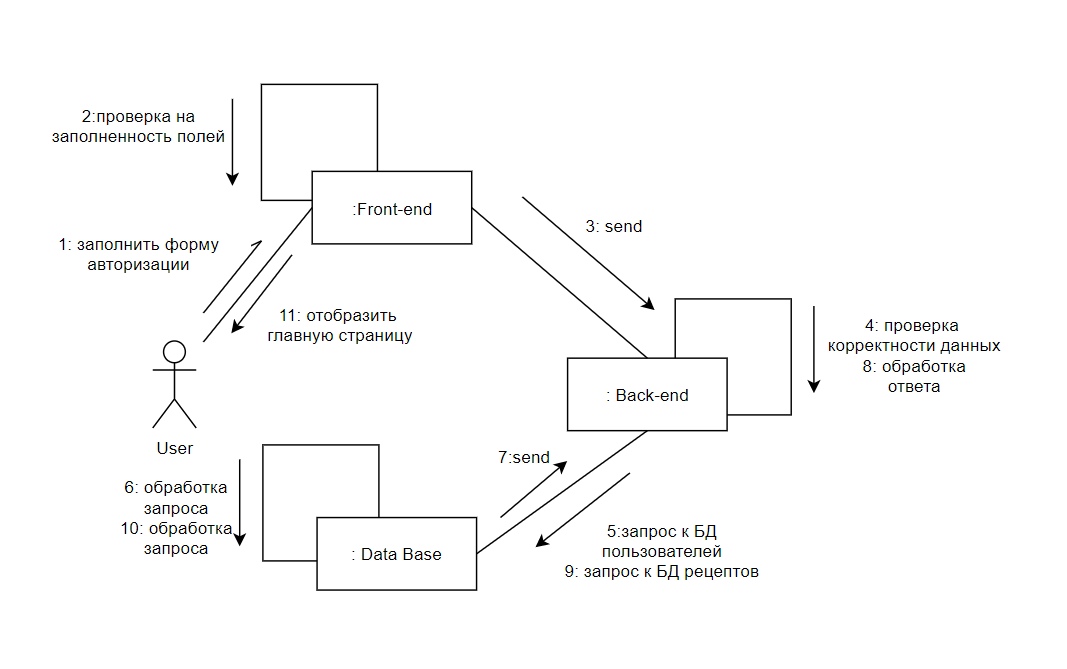 2:проверка на
заполненность полей
:Front-end
3: send
1: заполнить форму
авторизации
11: отобразить
главную страницу
4: проверка
корректности данных
8: обработка
ответа
: Back-end
User
7:send
6: обработка
запроса
10: обработка
запроса
: Data Base
5:запрос к БД
пользователей
9: запрос к БД рецептов